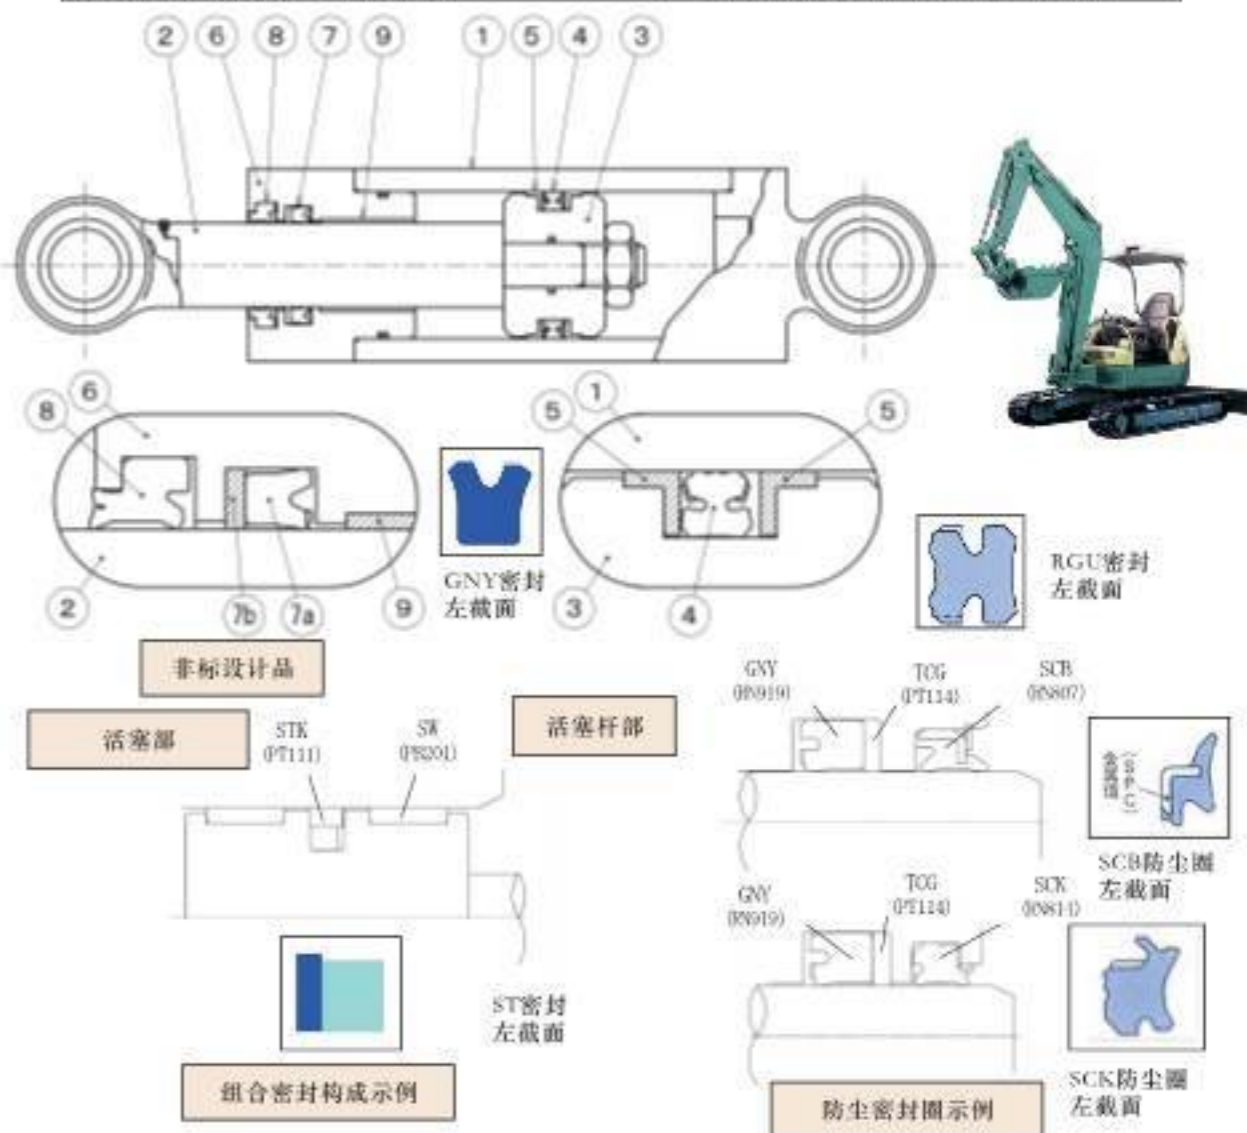 2 6 8 7 9 1 5 4 3
8 6
2 7b 7a 9
GNY密封
左截面
5 1 5
3 4
RGU密封
左截面
非标设计品
活塞部
STK
(PT111)
SW
活塞杆部
GNY
(RN919)
TCG
(PT114)
SCB
(RN807)
金属环
(SPC)
SCB防尘圈
左截面
GNY
(RN919)
TCG
(PT114)
SCK
(RN814)
ST密封
左截面
SCK防尘圈
左截面
组合密封构成示例
防尘密封圈示例